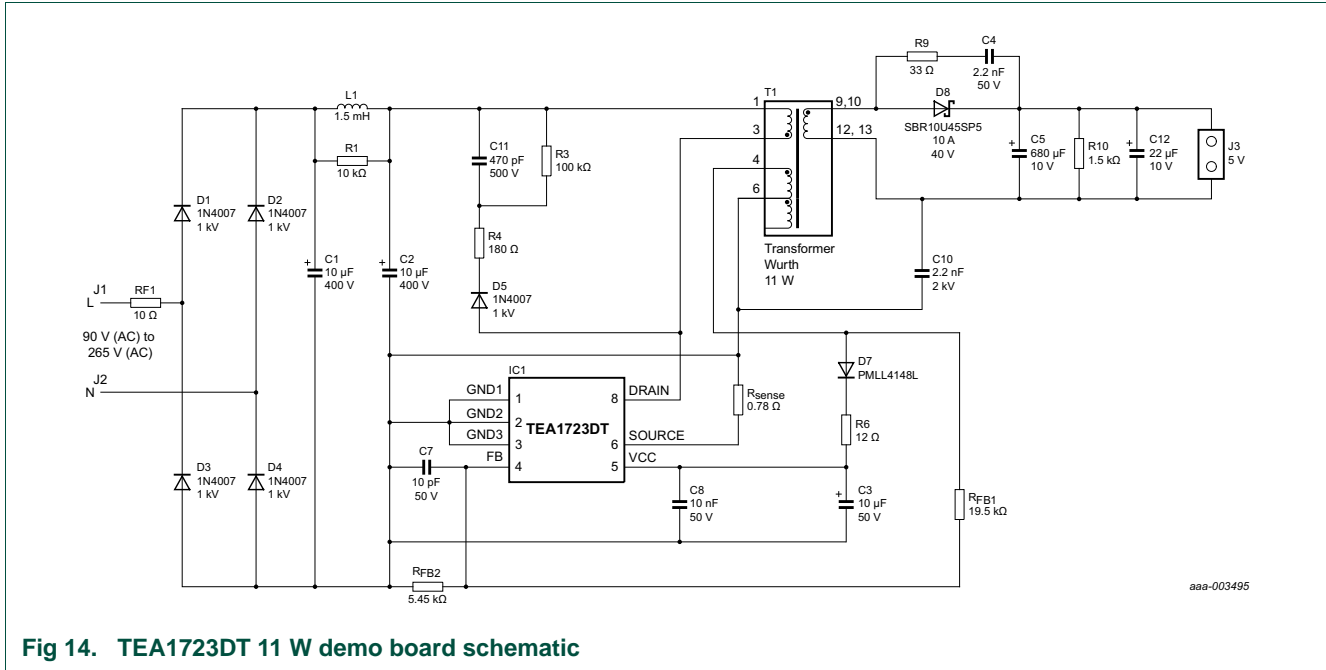 R9
33 Ω
C4
2.2 nF
50 V
D8
SBR10U45SP5
10 A
40 V
T1
1
3
4
6
9,10
12, 13
Transformer
Wurth
11 W
L1
1.5 mH
R1
10 kΩ
C11
470 pF
500 V
R3
100 kΩ
C5
680 μF
10 V
R10
1.5 kΩ
C12
22 μF
10 V
J3
5 V
D1
1N4007
1 kV
D2
1N4007
1 kV
R4
180 Ω
C1
10 μF
400 V
C2
10 μF
400 V
D5
1N4007
1 kV
C10
2.2 nF
2 kV
J1
L
RF1
10 Ω
90 V (AC) to
265 V (AC)
J2
N
IC1
GND1
GND2
GND3
FB
1
2
3
4
TEA1723DT
8
6
5
DRAIN
SOURCE
VCC
Rsense
0.78 Ω
D7
PMLL4148L
R6
12 Ω
C7
10 pF
50 V
D3
1N4007
1 kV
D4
1N4007
1 kV
C8
10 nF
50 V
C3
10 μF
50 V
RFB1
19.5 kΩ
RFB2
5.45 kΩ
aaa-003495
+
+
+
+
+
Fig 14. TEA1723DT 11 W demo board schematic